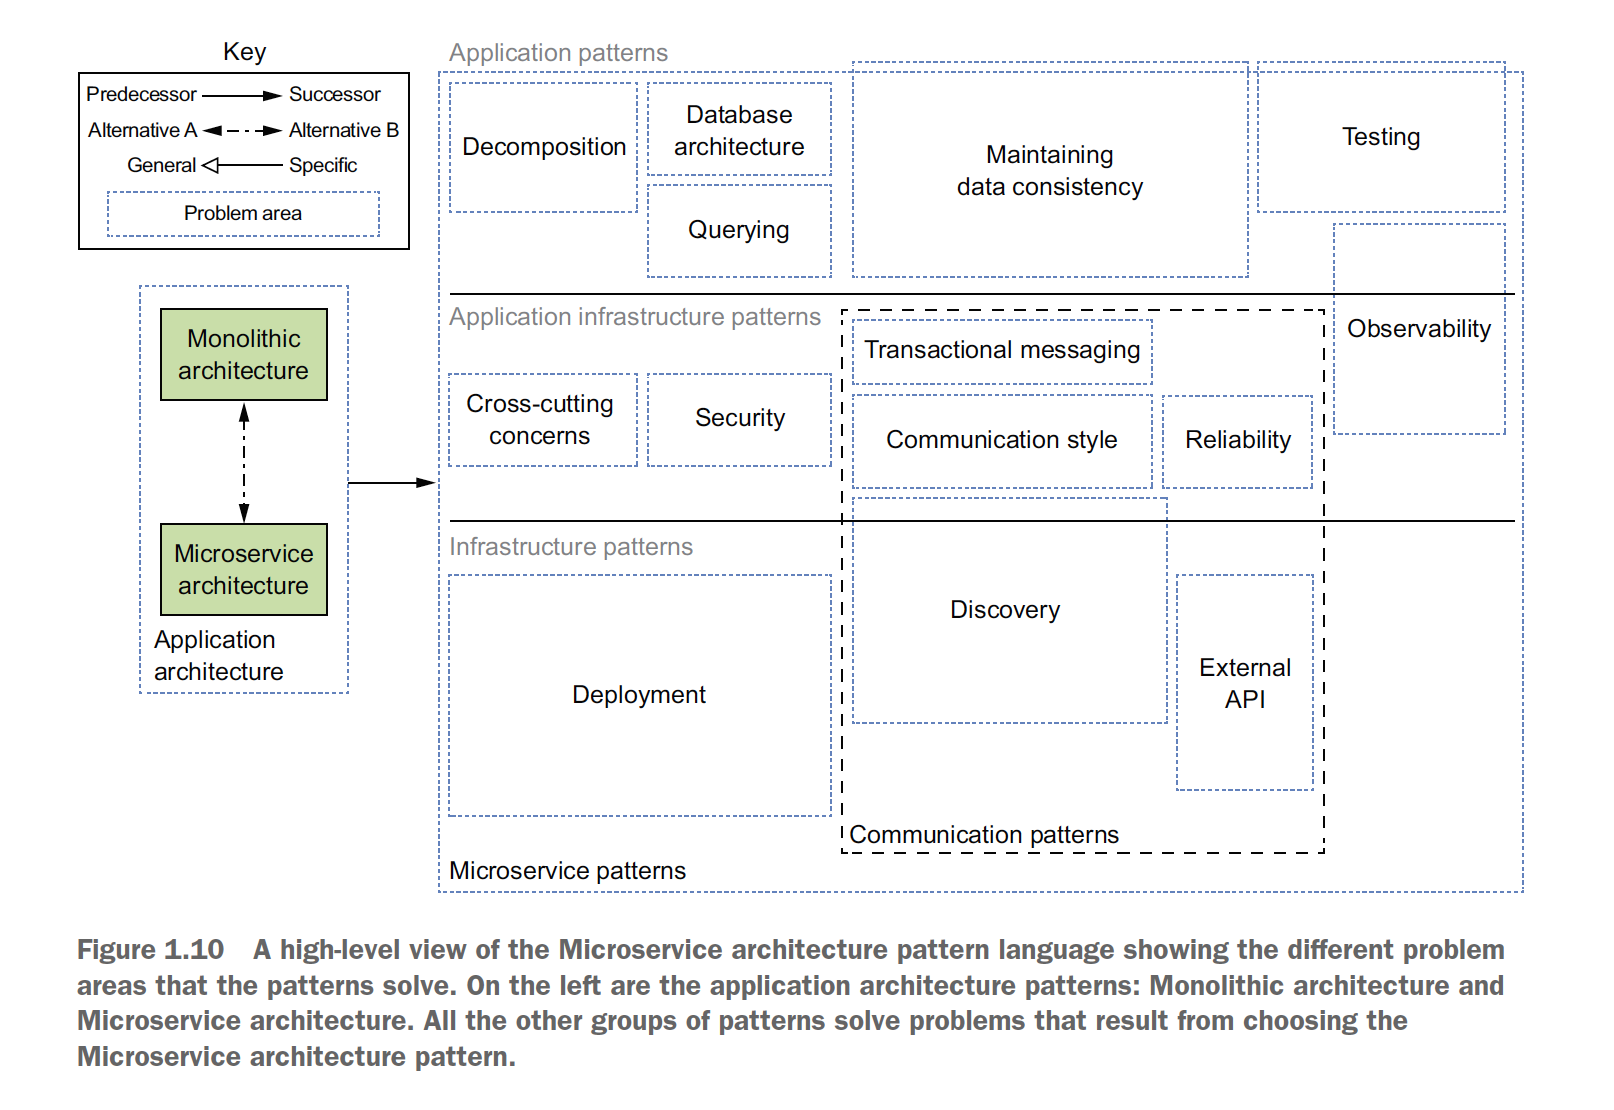 Key
Predecessor
Successor
Alternative A
Alternative B
General
Specific
Problem area
Monolithic
architecture
Microservice
architecture
Application
architecture
Application patterns
Decomposition
Database
architecture
Querying
Maintaining
data consistency
Testing
Observability
Application infrastructure patterns
Cross-cutting
concerns
Security
Transactional messaging
Communication style
Reliability
Infrastructure patterns
Deployment
Discovery
External
API
Communication patterns
Microservice patterns
Figure 1.10 A high-level view of the Microservice architecture pattern language showing the different problem
areas that the patterns solve. On the left are the application architecture patterns: Monolithic architecture and
Microservice architecture. All the other groups of patterns solve problems that result from choosing the
Microservice architecture pattern.